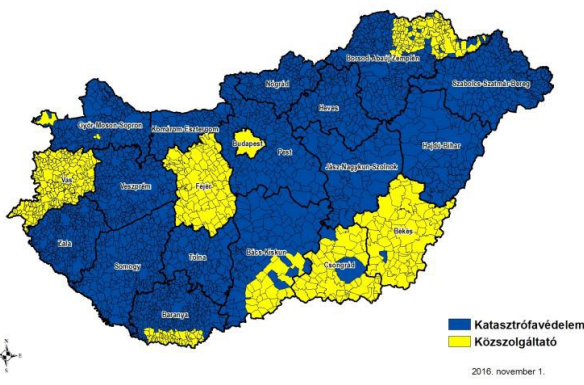 Borsod-Abaúj-Zemplén
Szabolcs-Szatmár-Bereg
Nógrád
Heves
Győr-Moson-Sopron
Komárom-Esztergom
Budapest
Pest
Hajdú-Bihar
Jász-Nagykun-Szolnok
Vas
Veszprém
Fejér
Zala
Somogy
Tolna
Bács-Kiskun
Csongrád
Békés
Baranya
Katasztrófavédelem
Közszolgáltató
2016. november 1.
N
E